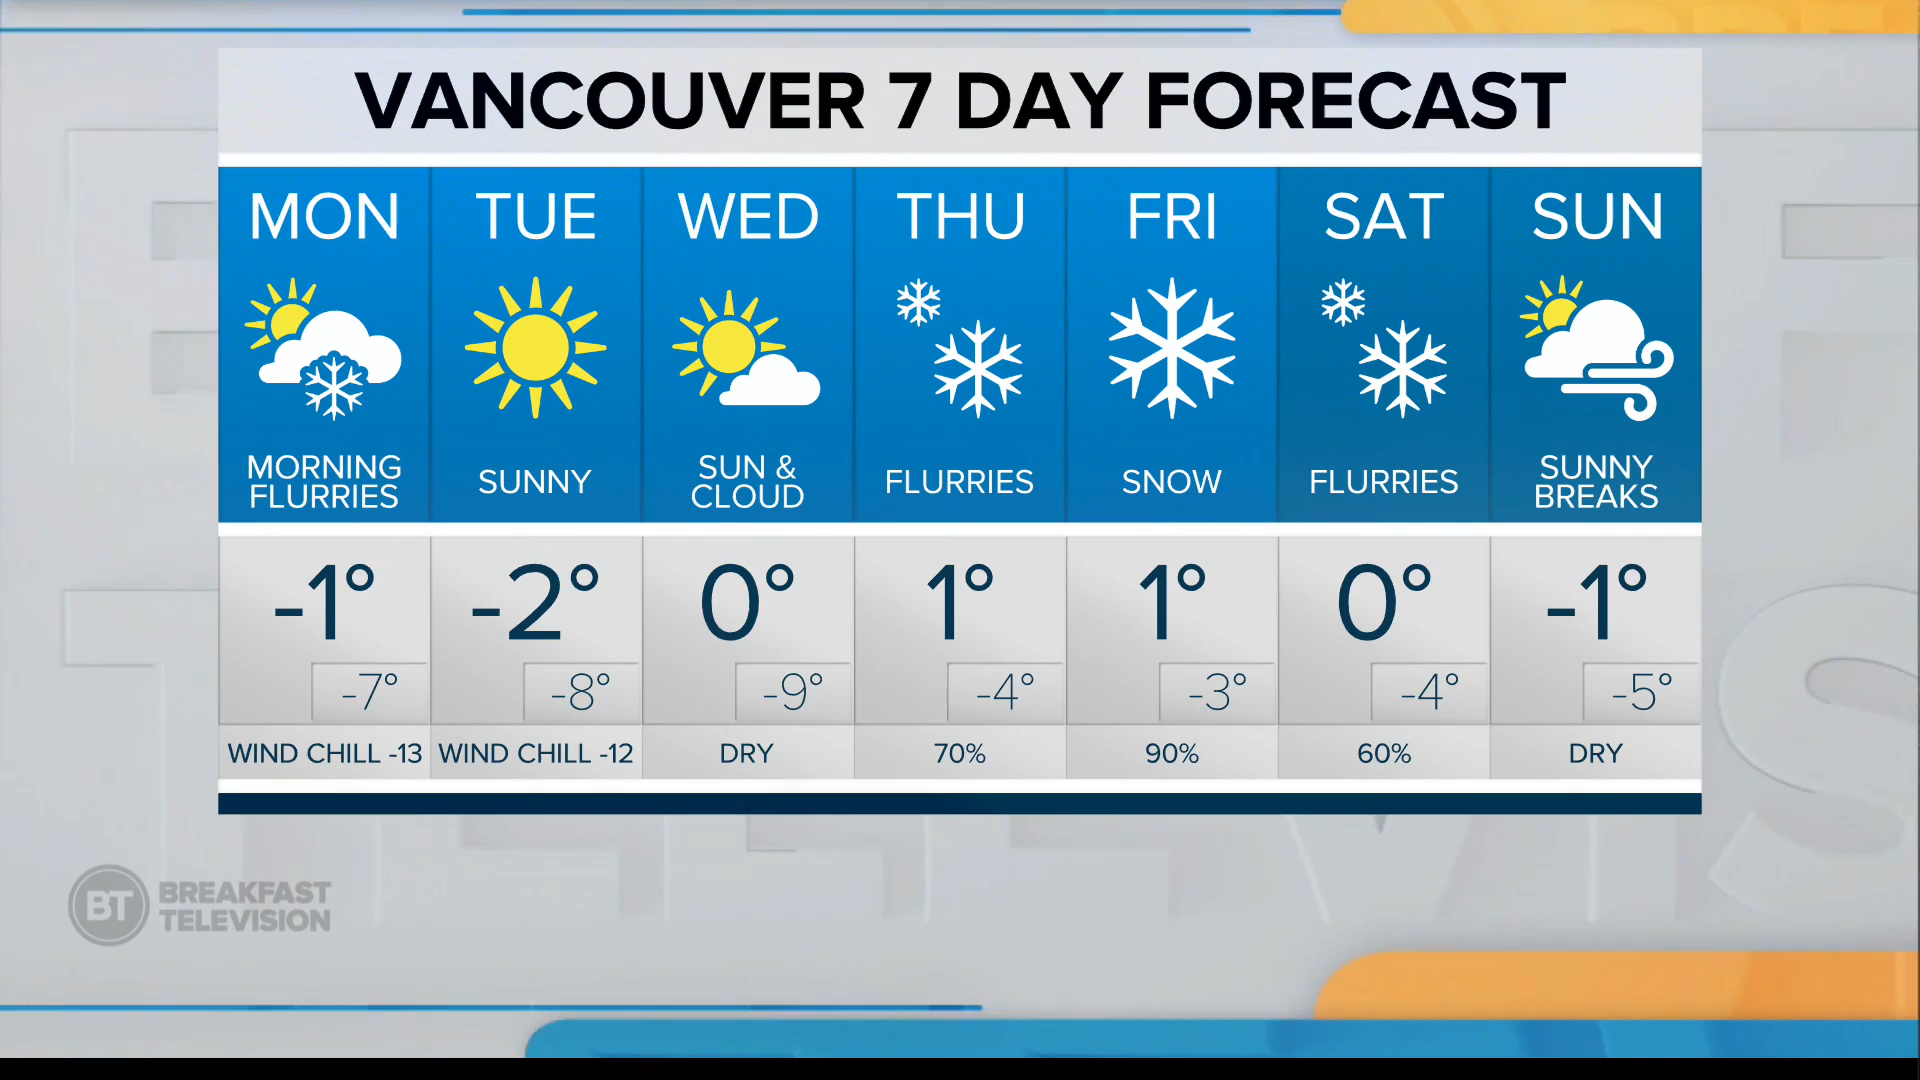 VANCOUVER 7 DAY FORECAST
MON
TUE
WED
THU
FRI
SAT
SUN
MORNING
FLURRIES
SUNNY
SUN &
CLOUD
FLURRIES
SNOW
FLURRIES
SUNNY
BREAKS
-1°
-2°
0°
1°
1°
0°
-1°
-7°
-8°
-9°
-4°
-3°
-4°
-5°
WIND CHILL -13
WIND CHILL -12
DRY
70%
90%
60%
DRY
BT
BREAKFAST
TELEVISION